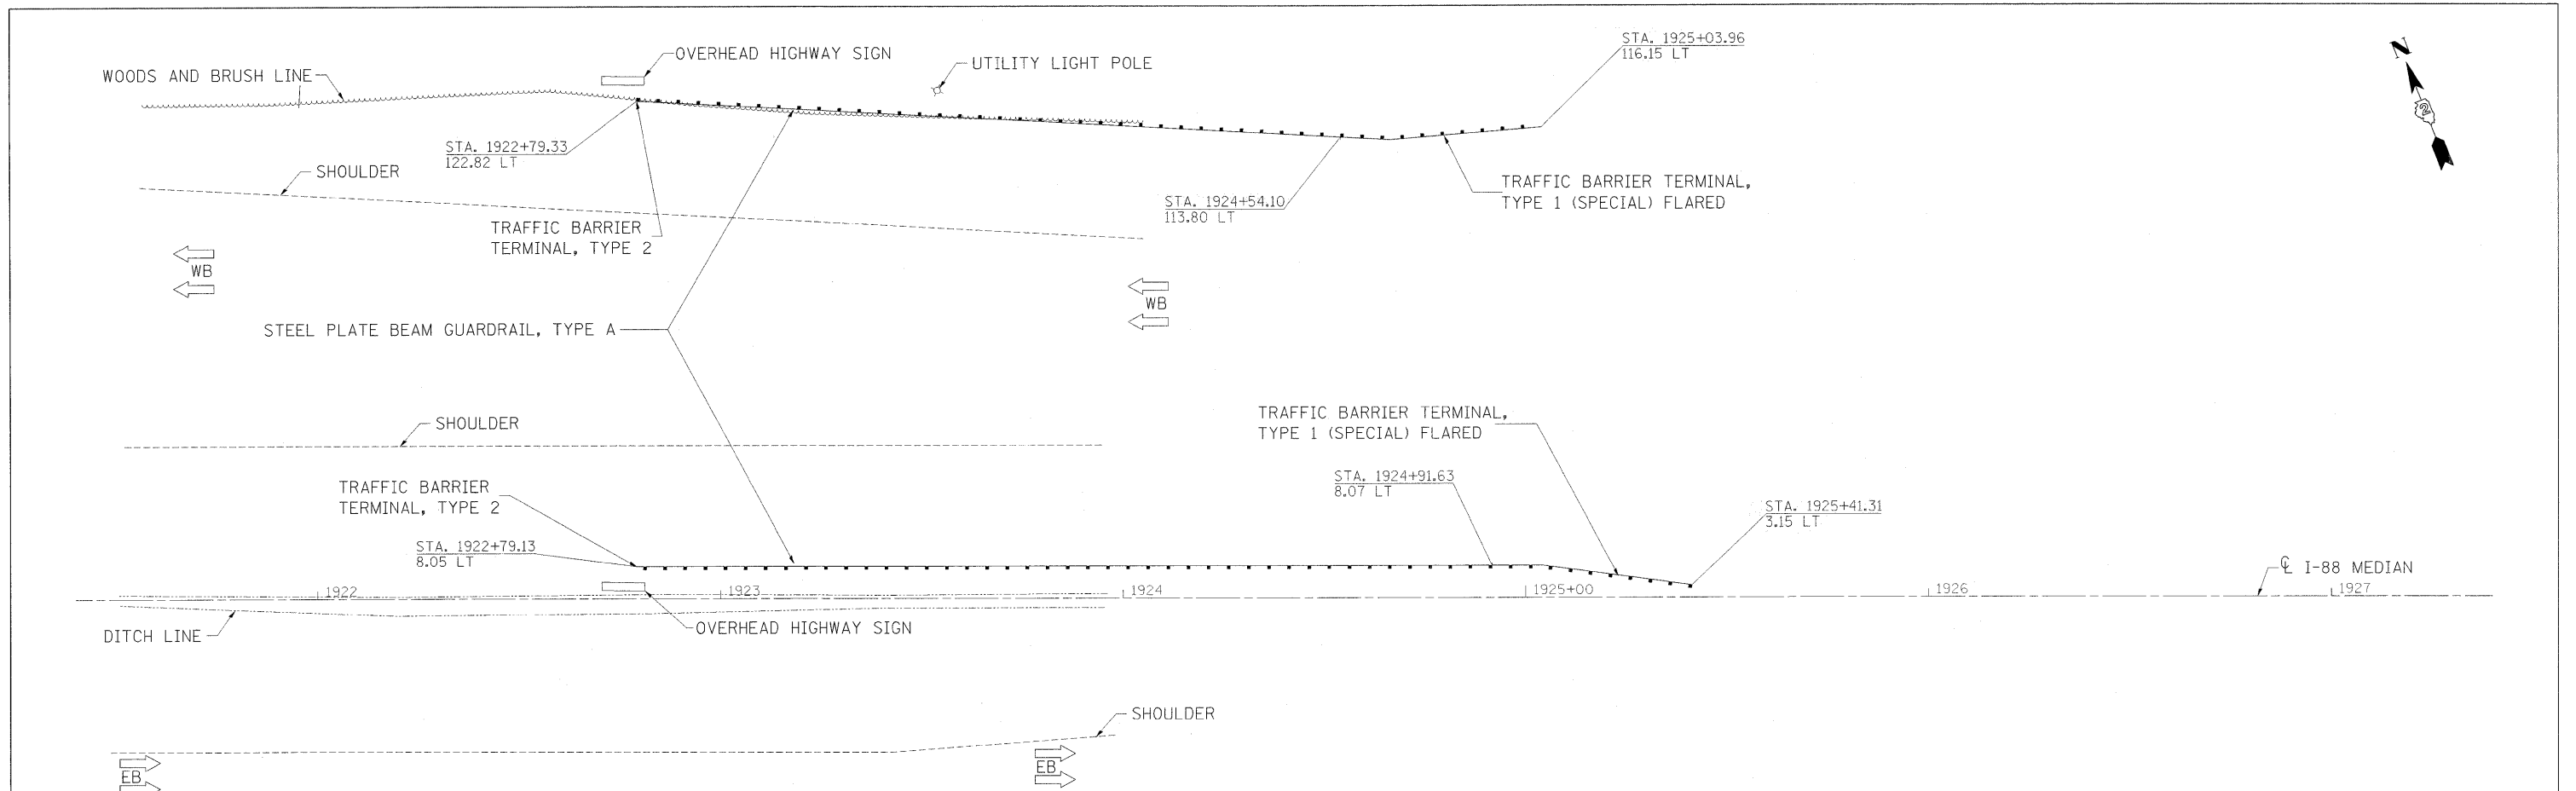 STA. 1925+03.96
116.15 LT
N
2
OVERHEAD HIGHWAY SIGN
UTILITY LIGHT POLE
WOODS AND BRUSH LINE
STA. 1922+79.33
122.82 LT
SHOULDER
TRAFFIC BARRIER TERMINAL,
TYPE 1 (SPECIAL) FLARED
STA. 1924+54.10
113.80 LT
TRAFFIC BARRIER
TERMINAL, TYPE 2
WB
WB
STEEL PLATE BEAM GUARDRAIL, TYPE A
SHOULDER
TRAFFIC BARRIER TERMINAL,
TYPE 1 (SPECIAL) FLARED
STA. 1924+91.63
8.07 LT
TRAFFIC BARRIER
TERMINAL, TYPE 2
STA. 1925+41.31
3.15 LT
STA. 1922+79.13
8.05 LT
℄ I-88 MEDIAN
1922
1923
1924
1925+00
1926
1927
DITCH LINE
OVERHEAD HIGHWAY SIGN
SHOULDER
EB
EB